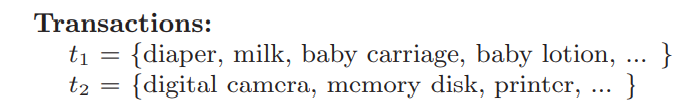 Transactions:
t₁ = {diaper, milk, baby carriage, baby lotion, ... }
t₂ = {digital camera, memory disk, printer, ... }